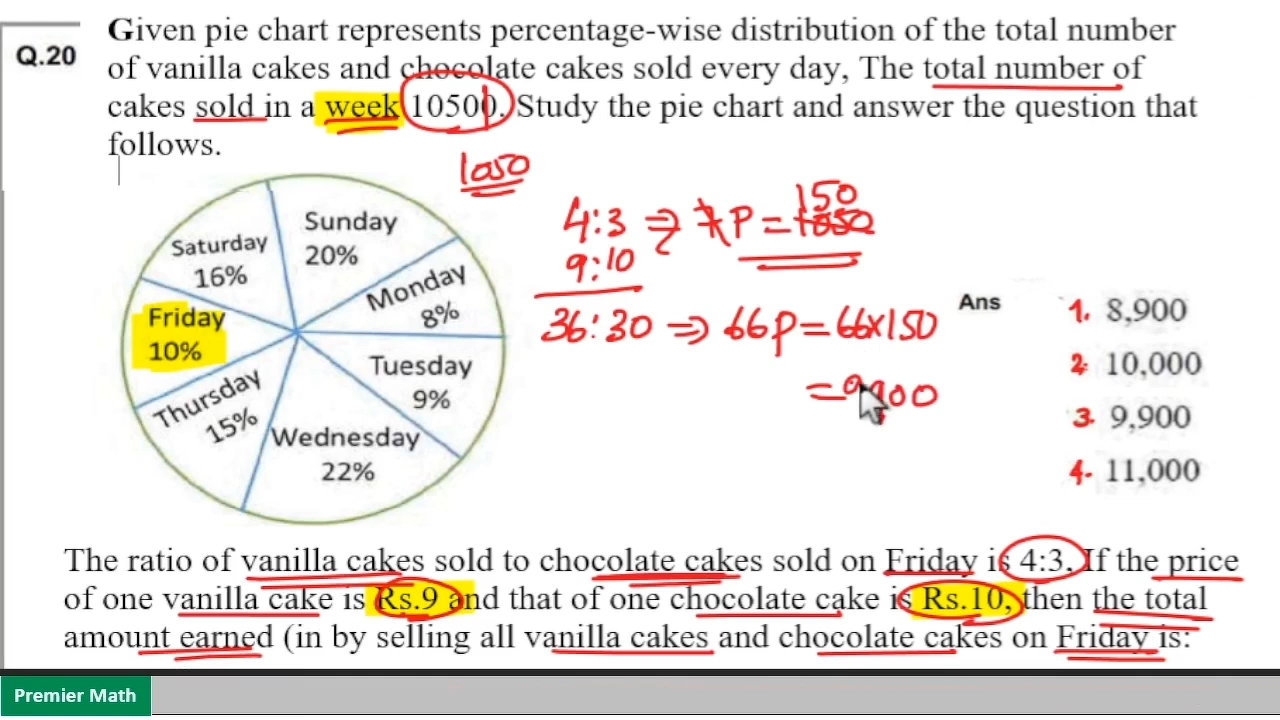 Q.20
Given pie chart represents percentage-wise distribution of the total number
of vanilla cakes and chocolate cakes sold every day, The total number of
cakes sold in a week 10500. Study the pie chart and answer the question that
follows.
1050
Sunday
20%
Monday
8%
Tuesday
9%
Wednesday
22%
Thursday
15%
Friday
10%
Saturday
16%
150
4:3 ⇒ 7P = 1050
9:10
36:30 ⇒ 66P = 66×150
= 9900
Ans
1. 8,900
2. 10,000
3. 9,900
4. 11,000
The ratio of vanilla cakes sold to chocolate cakes sold on Friday is 4:3. If the price
of one vanilla cake is Rs.9 and that of one chocolate cake is Rs.10, then the total
amount earned (in by selling all vanilla cakes and chocolate cakes on Friday is:
Premier Math